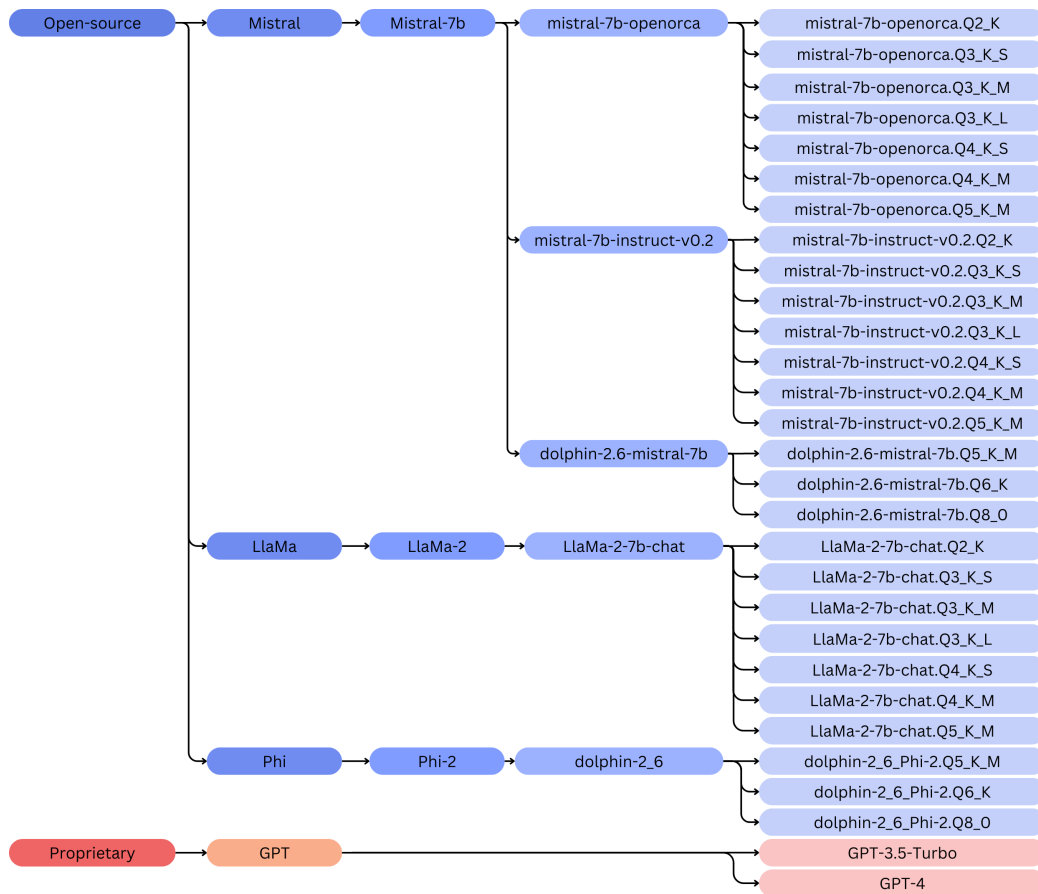 Open-source
Mistral
Mistral-7b
mistral-7b-openorca
mistral-7b-openorca.Q2_K
mistral-7b-openorca.Q3_K_S
mistral-7b-openorca.Q3_K_M
mistral-7b-openorca.Q3_K_L
mistral-7b-openorca.Q4_K_S
mistral-7b-openorca.Q4_K_M
mistral-7b-openorca.Q5_K_M
mistral-7b-instruct-v0.2
mistral-7b-instruct-v0.2.Q2_K
mistral-7b-instruct-v0.2.Q3_K_S
mistral-7b-instruct-v0.2.Q3_K_M
mistral-7b-instruct-v0.2.Q3_K_L
mistral-7b-instruct-v0.2.Q4_K_S
mistral-7b-instruct-v0.2.Q4_K_M
mistral-7b-instruct-v0.2.Q5_K_M
dolphin-2.6-mistral-7b
dolphin-2.6-mistral-7b.Q5_K_M
dolphin-2.6-mistral-7b.Q6_K
dolphin-2.6-mistral-7b.Q8_0
LlaMa
LlaMa-2
LlaMa-2-7b-chat
LlaMa-2-7b-chat.Q2_K
LlaMa-2-7b-chat.Q3_K_S
LlaMa-2-7b-chat.Q3_K_M
LlaMa-2-7b-chat.Q3_K_L
LlaMa-2-7b-chat.Q4_K_S
LlaMa-2-7b-chat.Q4_K_M
LlaMa-2-7b-chat.Q5_K_M
Phi
Phi-2
dolphin-2_6
dolphin-2_6_Phi-2.Q5_K_M
dolphin-2_6_Phi-2.Q6_K
dolphin-2_6_Phi-2.Q8_0
Proprietary
GPT
GPT-3.5-Turbo
GPT-4